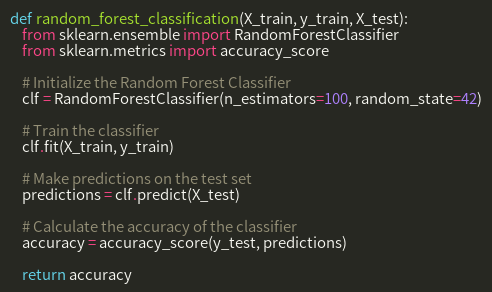 def random_forest_classification(X_train, y_train, X_test):
from sklearn.ensemble import RandomForestClassifier
from sklearn.metrics import accuracy_score
# Initialize the Random Forest Classifier
clf = RandomForestClassifier(n_estimators=100, random_state=42)
# Train the classifier
clf.fit(X_train, y_train)
# Make predictions on the test set
predictions = clf.predict(X_test)
# Calculate the accuracy of the classifier
accuracy = accuracy_score(y_test, predictions)
return accuracy